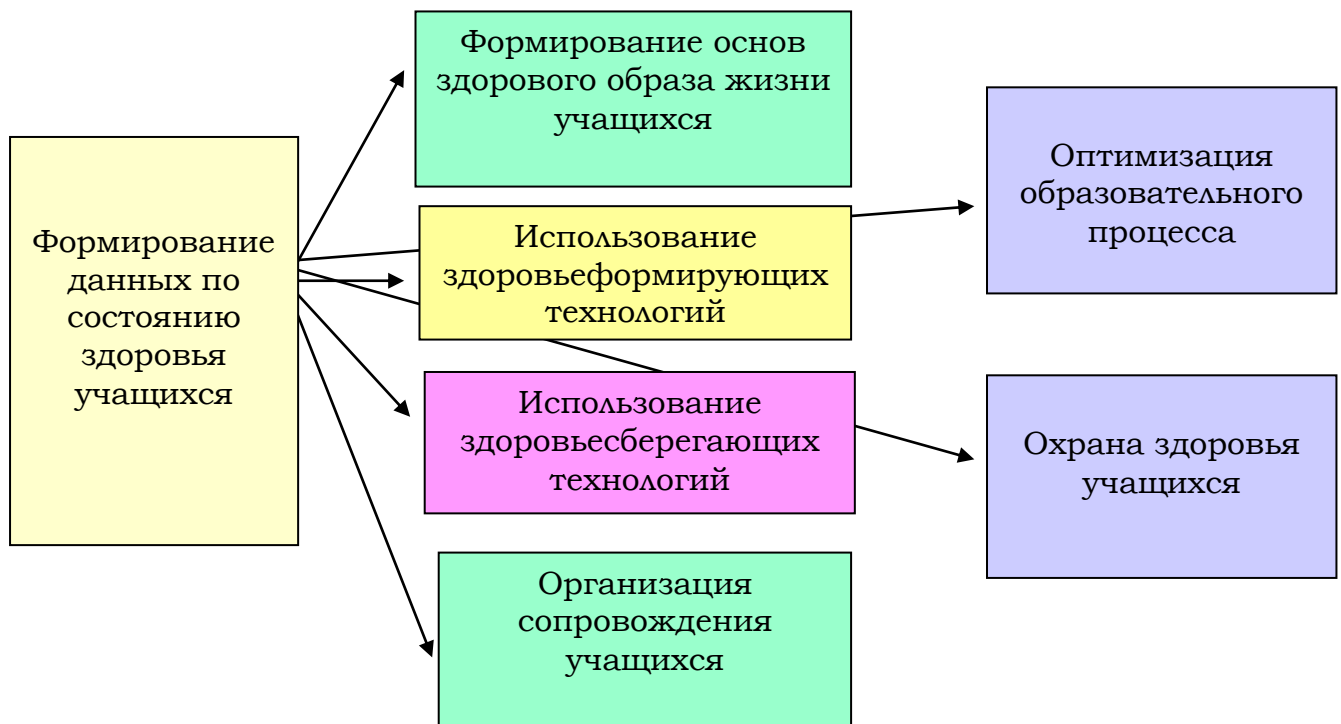 Формирование
данных по
состоянию
здоровья
учащихся
Формирование основ
здорового образа жизни
учащихся
Использование
здоровьеформирующих
технологий
Использование
здоровьесберегающих
технологий
Организация
сопровождения
учащихся
Оптимизация
образовательного
процесса
Охрана здоровья
учащихся